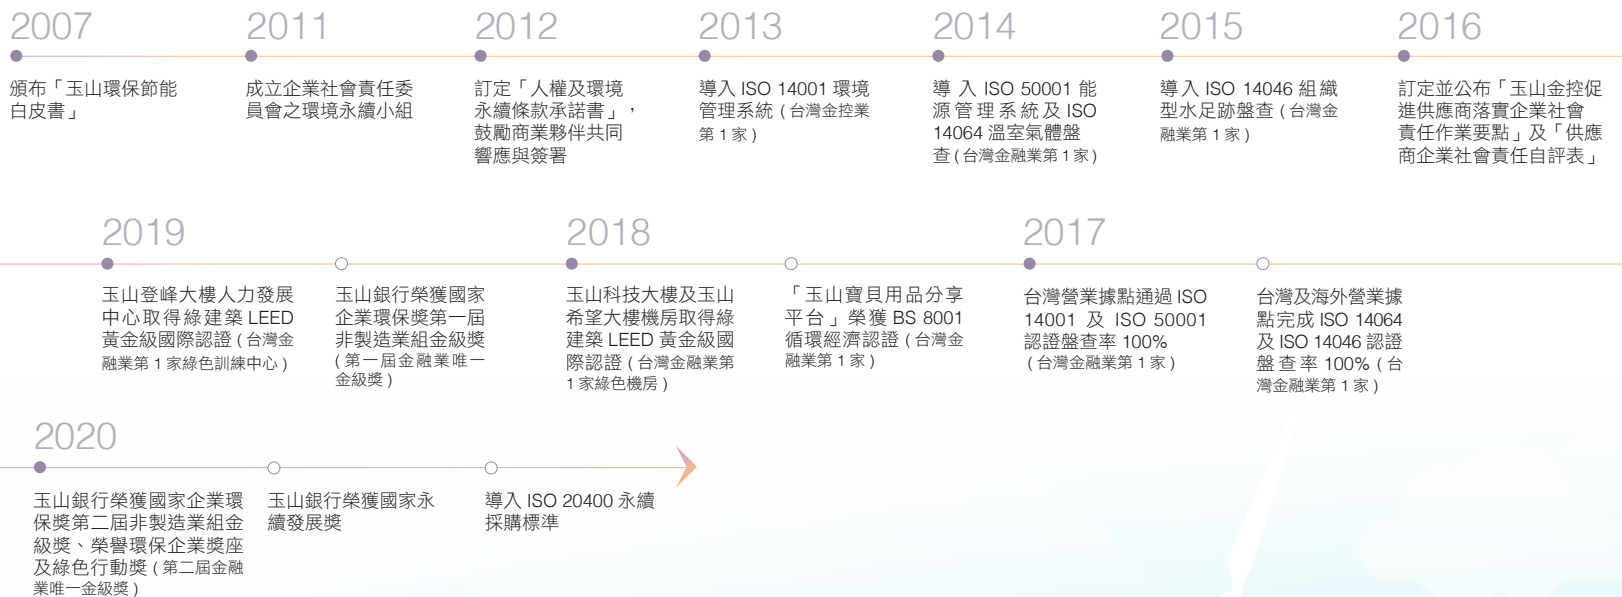 2007
頒布「玉山環保節能
白皮書」
2011
成立企業社會責任委
員會之環境永續小組
2012
訂定「人權及環境
永續條款承諾書」，
鼓勵商業夥伴共同
響應與簽署
2013
導入 ISO 14001 環境
管理系統 ( 台灣金控業
第 1 家 )
2014
導入 ISO 50001 能
源管理系統及 ISO
14064 溫室氣體盤
查 ( 台灣金融業第 1 家 )
2015
導入 ISO 14046 組織
型水足跡盤查 ( 台灣金
融業第 1 家 )
2016
訂定並公布「玉山金控促
進供應商落實企業社會
責任作業要點」及「供應
商企業社會責任自評表」
2019
玉山登峰大樓人力發展
中心取得綠建築 LEED
黃金級國際認證 ( 台灣金
融業第 1 家綠色訓練中心 )
玉山銀行榮獲國家
企業環保獎第一屆
非製造業組金級獎
( 第一屆金融業唯一
金級獎 )
2018
玉山科技大樓及玉山
希望大樓機房取得綠
建築 LEED 黃金級國
際認證 ( 台灣金融業第
1 家綠色機房 )
「玉山寶貝用品分享
平台」榮獲 BS 8001
循環經濟認證 ( 台灣金
融業第 1 家 )
2017
台灣營業據點通過 ISO
14001 及 ISO 50001
認證盤查率 100%
( 台灣金融業第 1 家 )
台灣及海外營業據
點完成 ISO 14064
及 ISO 14046 認證
盤查率 100% ( 台
灣金融業第 1 家 )
2020
玉山銀行榮獲國家企業環
保獎第二屆非製造業組金
級獎、榮譽環保企業獎座
及綠色行動獎 ( 第二屆金融
業唯一金級獎 )
玉山銀行榮獲國家永
續發展獎
導入 ISO 20400 永續
採購標準